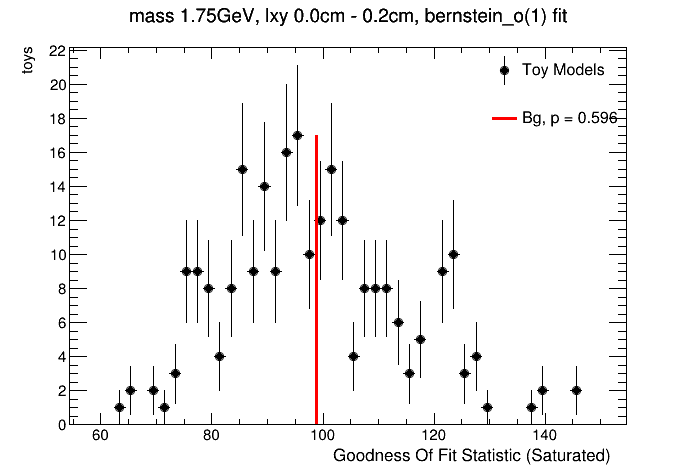 mass 1.75GeV, lxy 0.0cm - 0.2cm, bernstein_o(1) fit
toys
22
20
18
16
14
12
10
8
6
4
2
0
Toy Models
Bg, p = 0.596
60 80 100 120 140
Goodness Of Fit Statistic (Saturated)